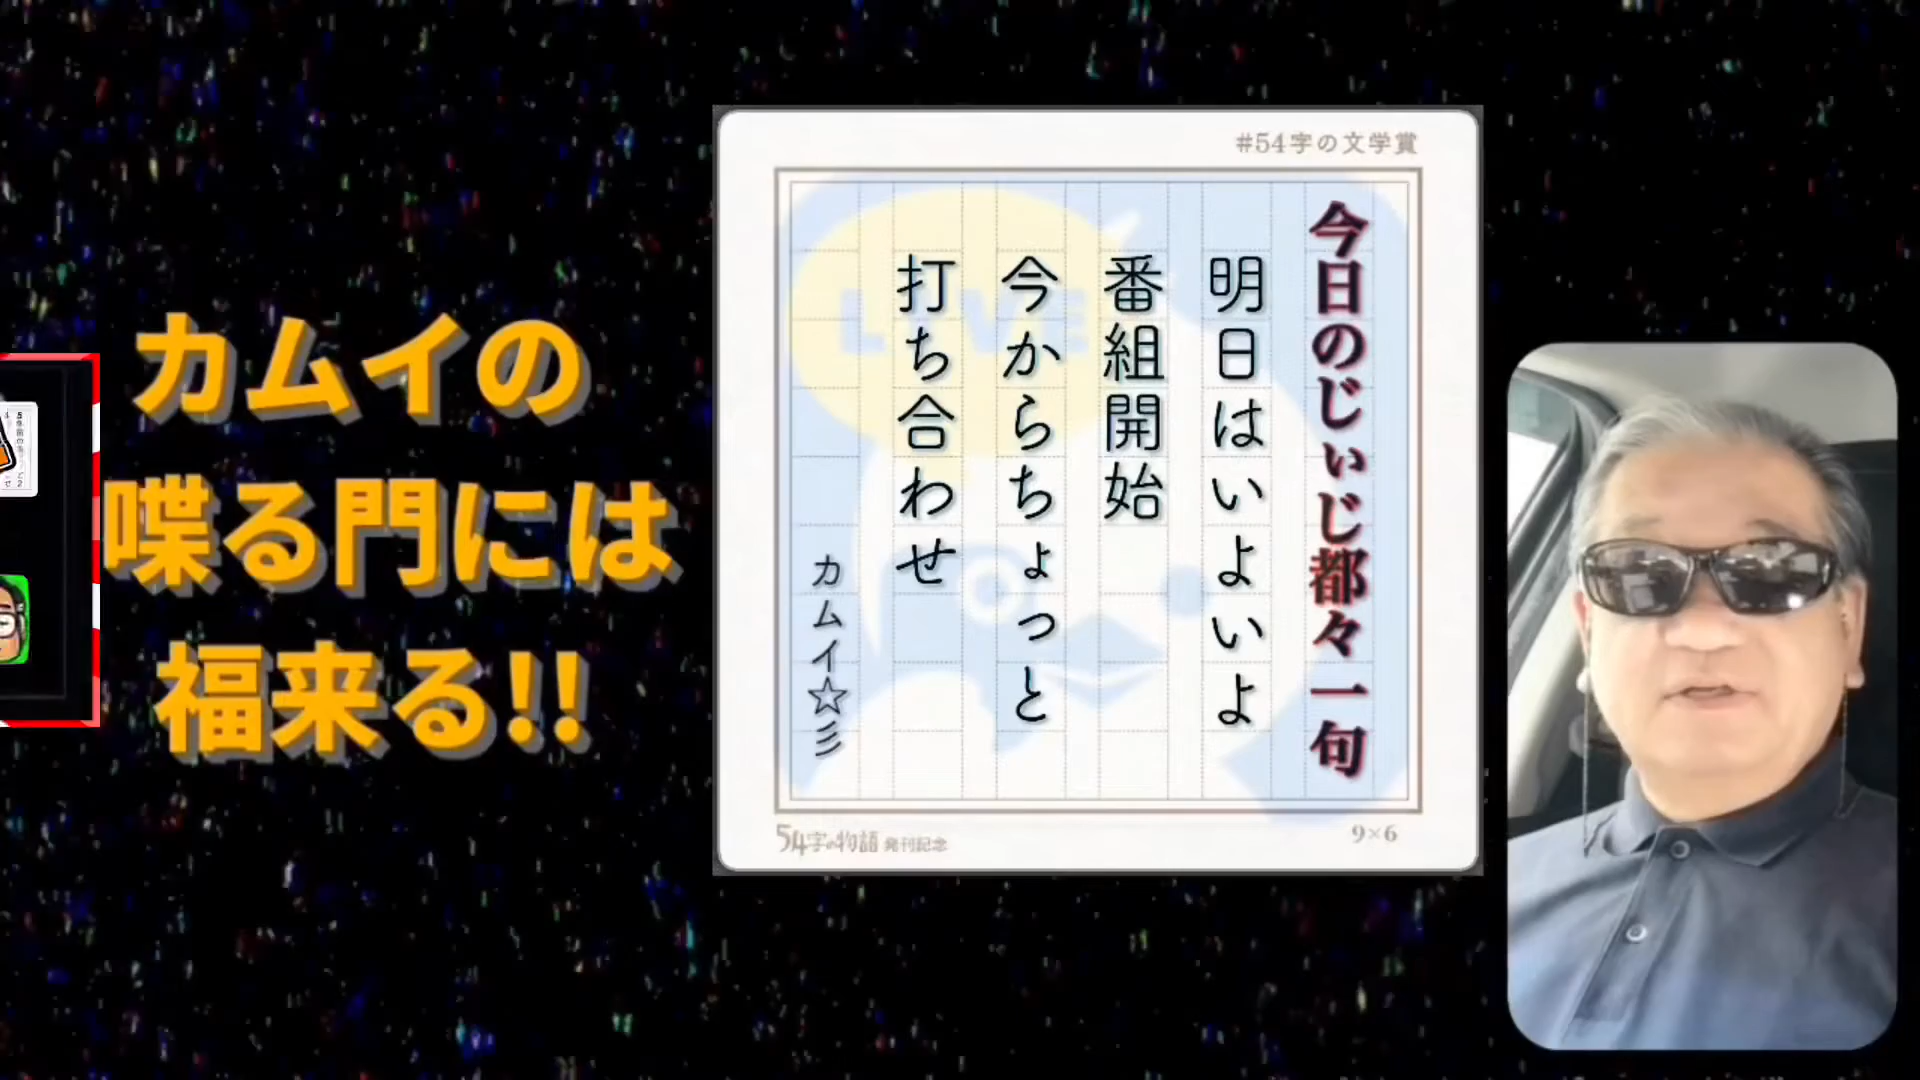 カムイの
喋る門には
福来る!!
#54字の文学賞
今日のじぃじ都々一句
明日はいよいよ
番組開始
今からちょっと
打ち合わせ
カムイ☆彡
LIVE
54字の物語 発刊記念
9×6